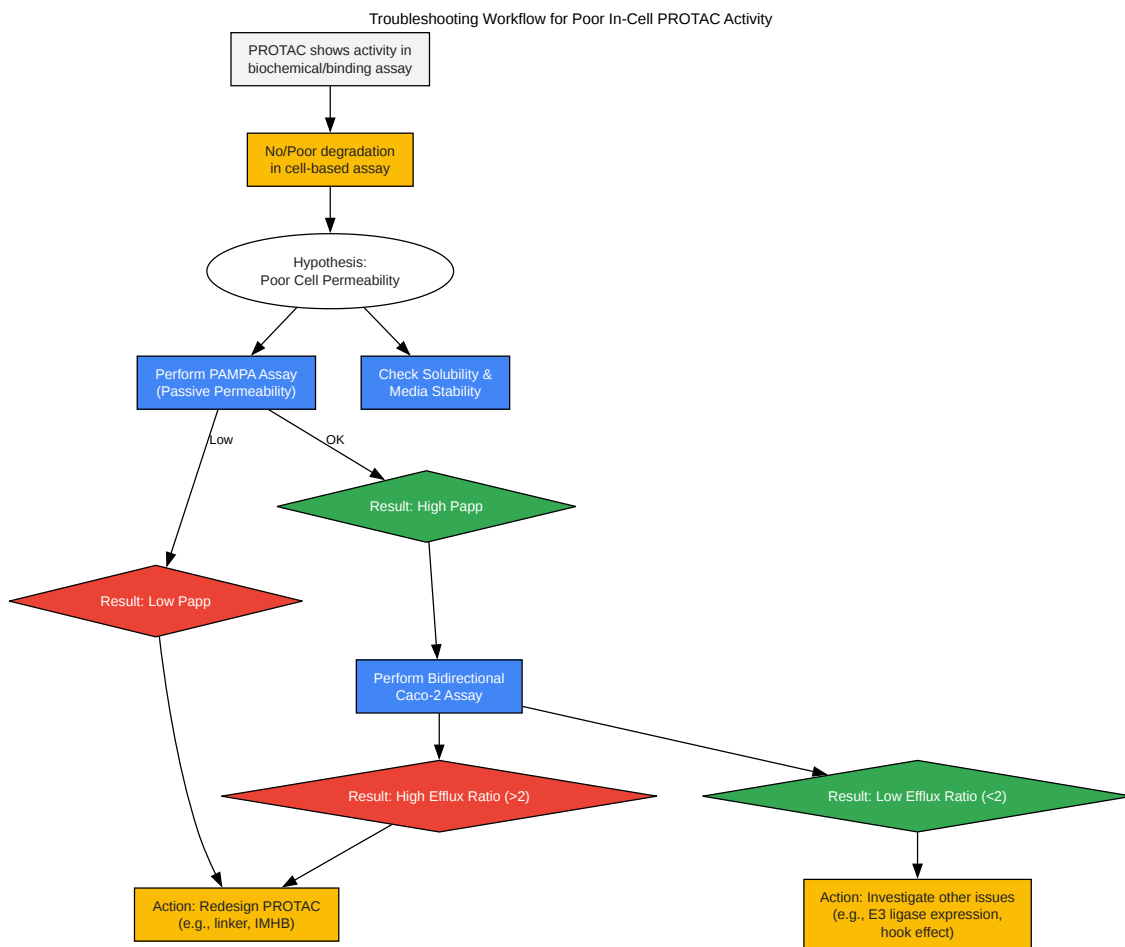 Troubleshooting Workflow for Poor In-Cell PROTAC Activity
PROTAC shows activity in
biochemical/binding assay
No/Poor degradation
in cell-based assay
Hypothesis:
Poor Cell Permeability
Perform PAMPA Assay
(Passive Permeability)
Check Solubility &
Media Stability
Low
OK
Result: High Papp
Result: Low Papp
Perform Bidirectional
Caco-2 Assay
Result: High Efflux Ratio (>2)
Result: Low Efflux Ratio (<2)
Action: Redesign PROTAC
(e.g., linker, IMHB)
Action: Investigate other issues
(e.g., E3 ligase expression,
hook effect)